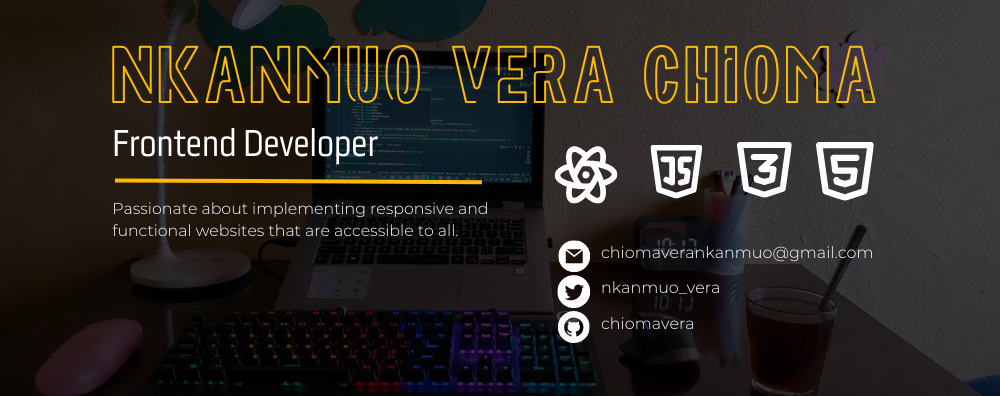 NKANMUO VERA CHIOMA
Frontend Developer
Passionate about implementing responsive and
functional websites that are accessible to all.
JS
3
5
chiomaverankanmuo@gmail.com
nkanmuo_vera
chiomavera